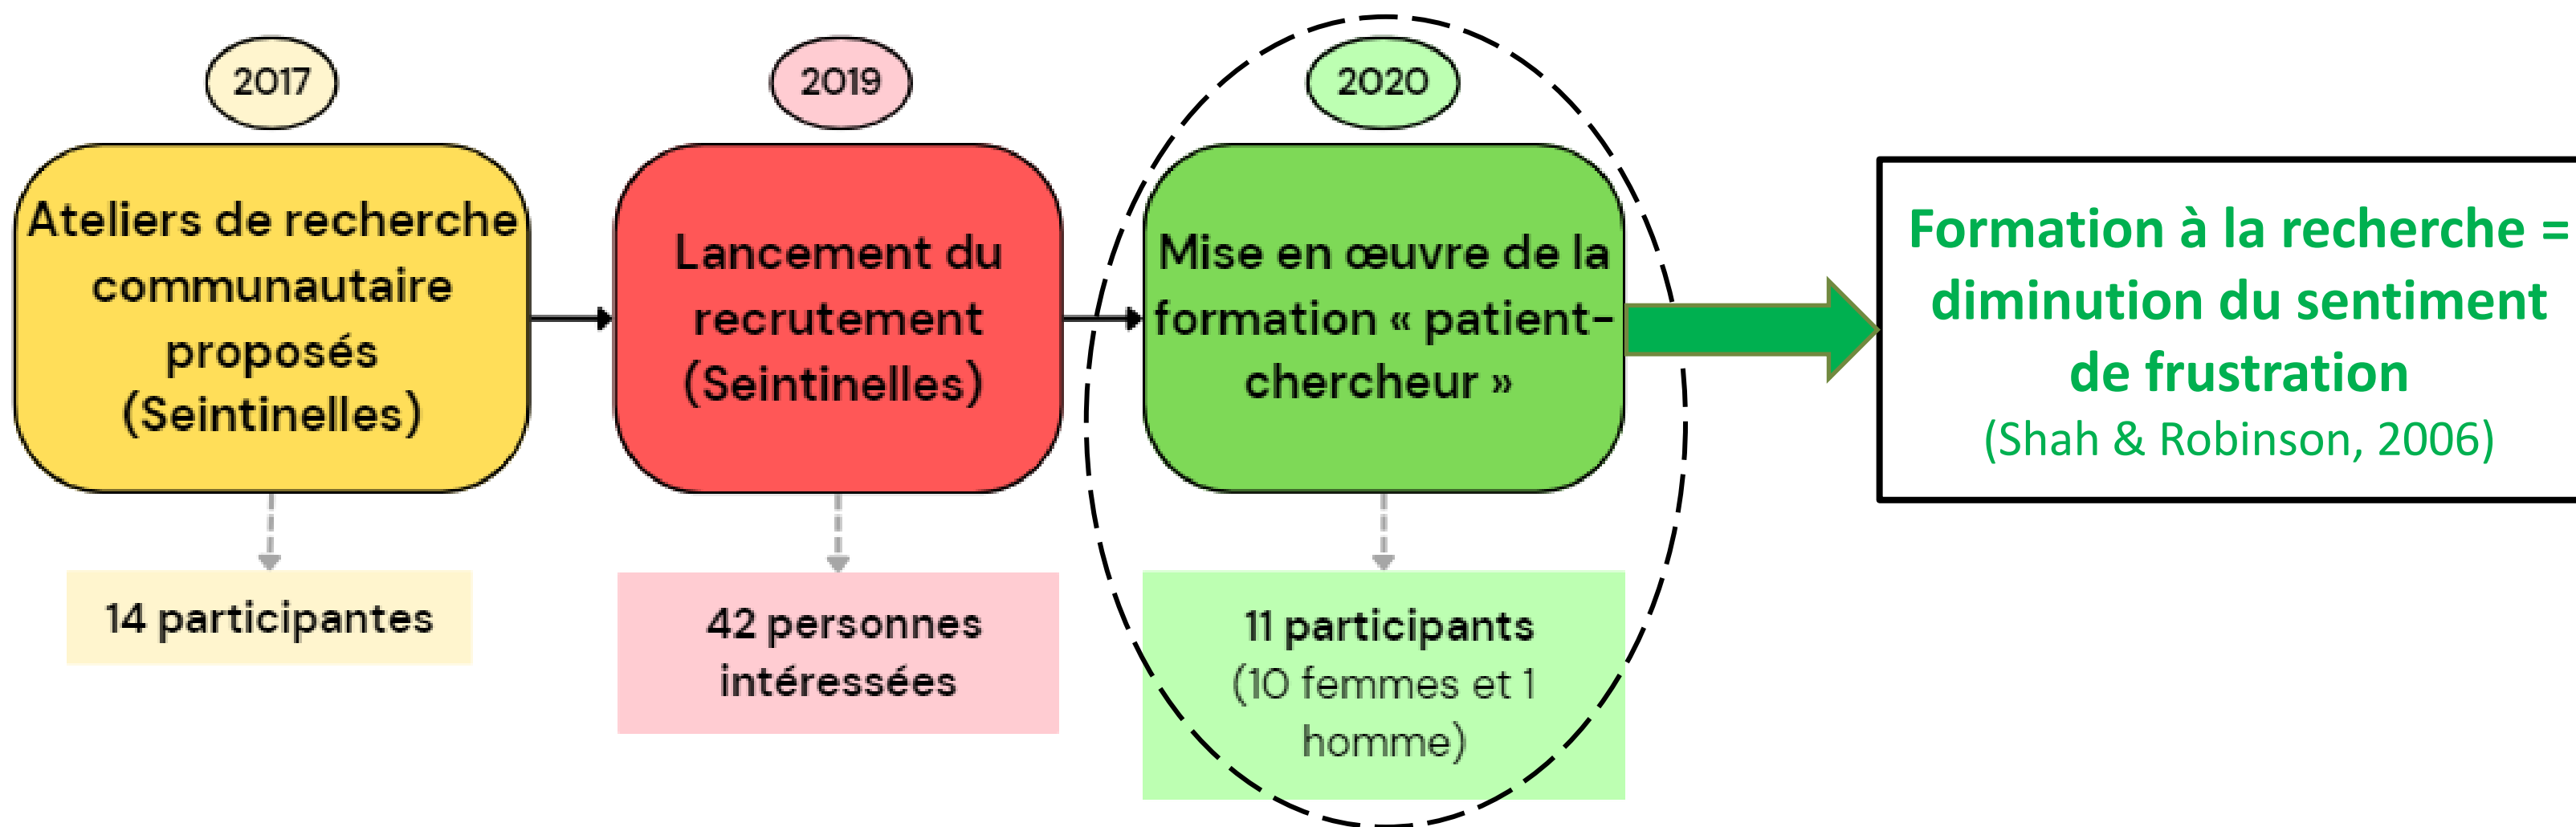 2017
Ateliers de recherche
communautaire
proposés
(Seintinelles)
14 participantes
2019
Lancement du
recrutement
(Seintinelles)
42 personnes
intéressées
2020
Mise en œuvre de la
formation « patient-
chercheur »
11 participants
(10 femmes et 1
homme)
Formation à la recherche =
diminution du sentiment
de frustration
(Shah & Robinson, 2006)